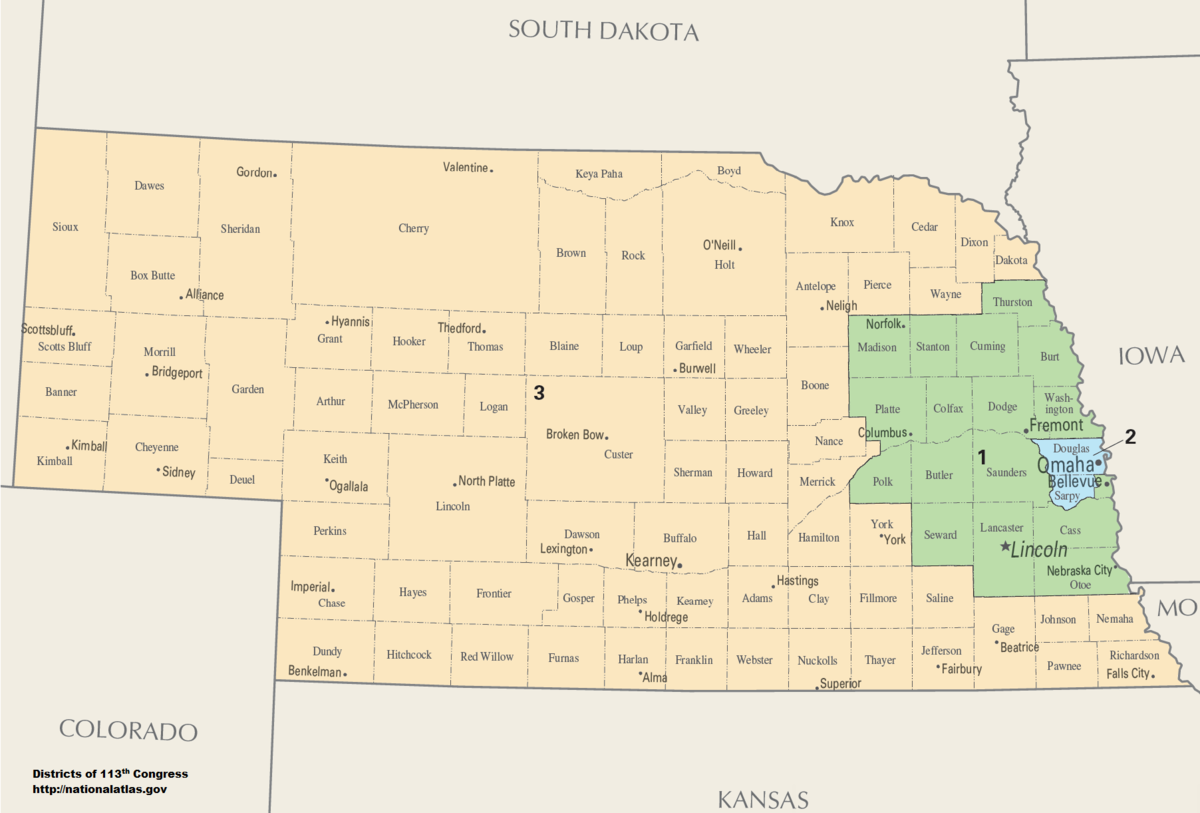 SOUTH DAKOTA
Gordon
Valentine
Keya Paha
Boyd
Dawes
Sioux
Sheridan
Cherry
Brown
Rock
O'Neill
Holt
Knox
Cedar
Dixon
Dakota
Box Butte
Alliance
Antelope
Neligh
Pierce
Wayne
Thurston
Scottsbluff
Scotts Bluff
Hyannis
Grant
Hooker
Thedford
Thomas
Blaine
Loup
Garfield
Burwell
Wheeler
Norfolk
Madison
Stanton
Cuming
Burt
IOWA
Morrill
Bridgeport
Banner
Garden
Arthur
McPherson
Logan
3
Valley
Greeley
Boone
Platte
Colfax
Dodge
Wash-
ington
Fremont
Columbus
Nance
Broken Bow
Custer
Kimball
Kimball
Cheyenne
Sidney
Deuel
Keith
Ogallala
North Platte
Lincoln
Sherman
Howard
Merrick
Polk
Butler
1
Saunders
Douglas
2
Omaha
Bellevue
Sarpy
Perkins
Dawson
Lexington
Buffalo
Kearney
Hall
Hamilton
York
York
Seward
Lancaster
Lincoln
Cass
Nebraska City
Otoe
Imperial
Chase
Hayes
Frontier
Gosper
Phelps
Holdrege
Kearney
Hastings
Adams
Clay
Fillmore
Saline
Gage
Beatrice
Johnson
Nemaha
MO
Dundy
Benkelman
Hitchcock
Red Willow
Furnas
Harlan
Alma
Franklin
Webster
Nuckolls
Superior
Thayer
Jefferson
Fairbury
Pawnee
Richardson
Falls City
COLORADO
KANSAS
Districts of 113th Congress
http://nationalatlas.gov